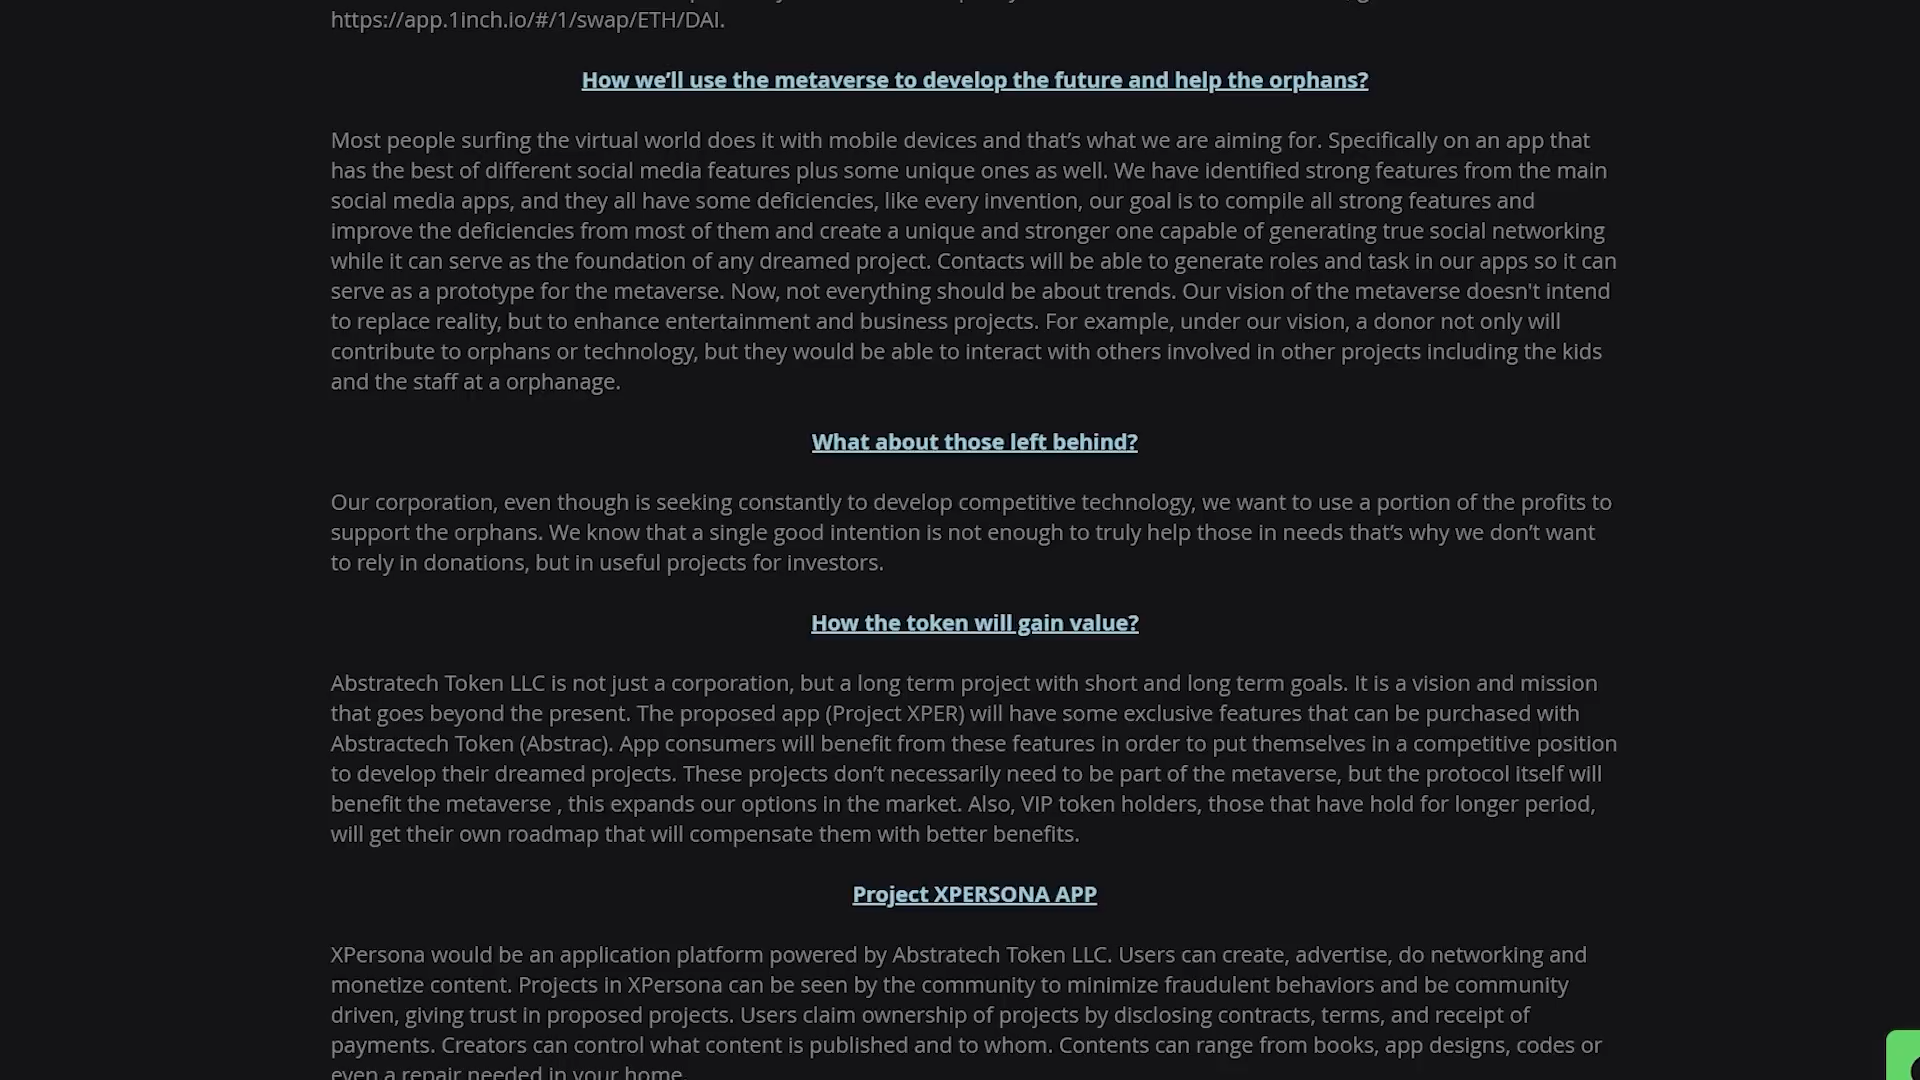 https://app.1inch.io/#/1/swap/ETH/DAI.
How we’ll use the metaverse to develop the future and help the orphans?
Most people surfing the virtual world does it with mobile devices and that’s what we are aiming for. Specifically on an app that
has the best of different social media features plus some unique ones as well. We have identified strong features from the main
social media apps, and they all have some deficiencies, like every invention, our goal is to compile all strong features and
improve the deficiencies from most of them and create a unique and stronger one capable of generating true social networking
while it can serve as the foundation of any dreamed project. Contacts will be able to generate roles and task in our apps so it can
serve as a prototype for the metaverse. Now, not everything should be about trends. Our vision of the metaverse doesn't intend
to replace reality, but to enhance entertainment and business projects. For example, under our vision, a donor not only will
contribute to orphans or technology, but they would be able to interact with others involved in other projects including the kids
and the staff at a orphanage.
What about those left behind?
Our corporation, even though is seeking constantly to develop competitive technology, we want to use a portion of the profits to
support the orphans. We know that a single good intention is not enough to truly help those in needs that’s why we don’t want
to rely in donations, but in useful projects for investors.
How the token will gain value?
Abstratech Token LLC is not just a corporation, but a long term project with short and long term goals. It is a vision and mission
that goes beyond the present. The proposed app (Project XPER) will have some exclusive features that can be purchased with
Abstractech Token (Abstrac). App consumers will benefit from these features in order to put themselves in a competitive position
to develop their dreamed projects. These projects don’t necessarily need to be part of the metaverse, but the protocol itself will
benefit the metaverse , this expands our options in the market. Also, VIP token holders, those that have hold for longer period,
will get their own roadmap that will compensate them with better benefits.
Project XPERSONA APP
XPersona would be an application platform powered by Abstratech Token LLC. Users can create, advertise, do networking and
monetize content. Projects in XPersona can be seen by the community to minimize fraudulent behaviors and be community
driven, giving trust in proposed projects. Users claim ownership of projects by disclosing contracts, terms, and receipt of
payments. Creators can control what content is published and to whom. Contents can range from books, app designs, codes or
even a repair needed in your home.